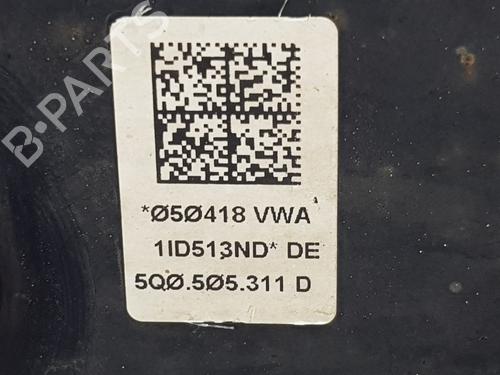 B-PARTS
*Ø5Ø418 VWA
1ID513ND* DE
5QØ.5Ø5.311 D